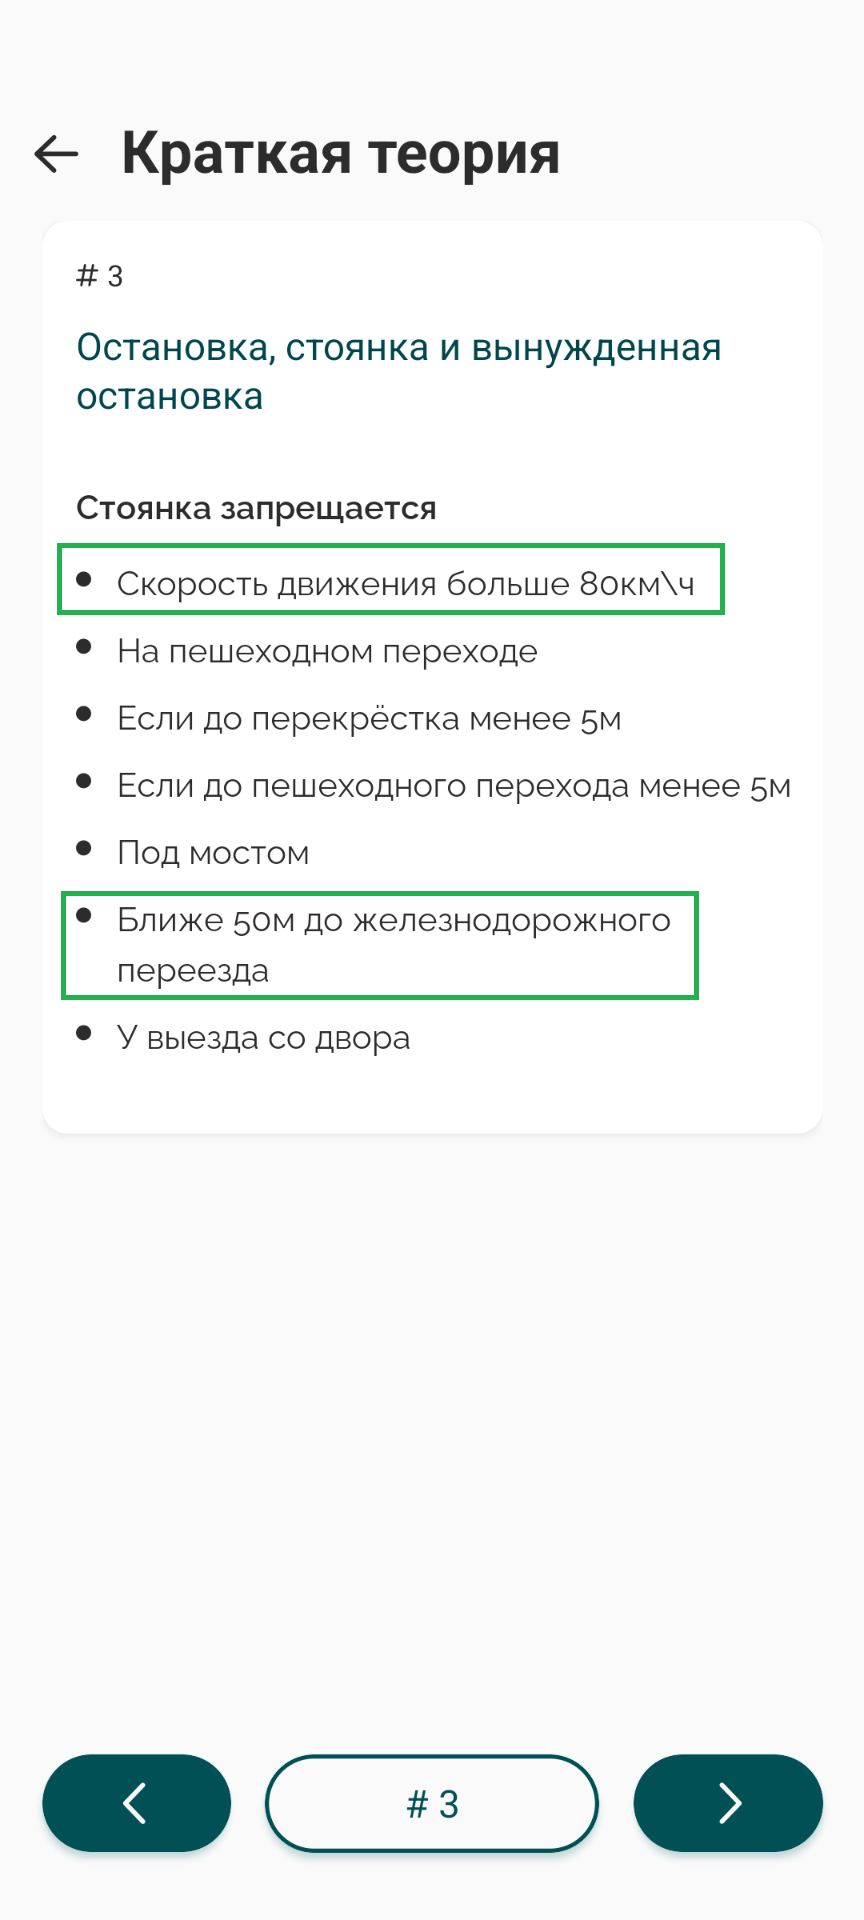 Краткая теория
# 3
Остановка, стоянка и вынужденная
остановка
Стоянка запрещается
Скорость движения больше 80км\ч
На пешеходном переходе
Если до перекрёстка менее 5м
Если до пешеходного перехода менее 5м
Под мостом
Ближе 50м до железнодорожного
переезда
У выезда со двора
# 3